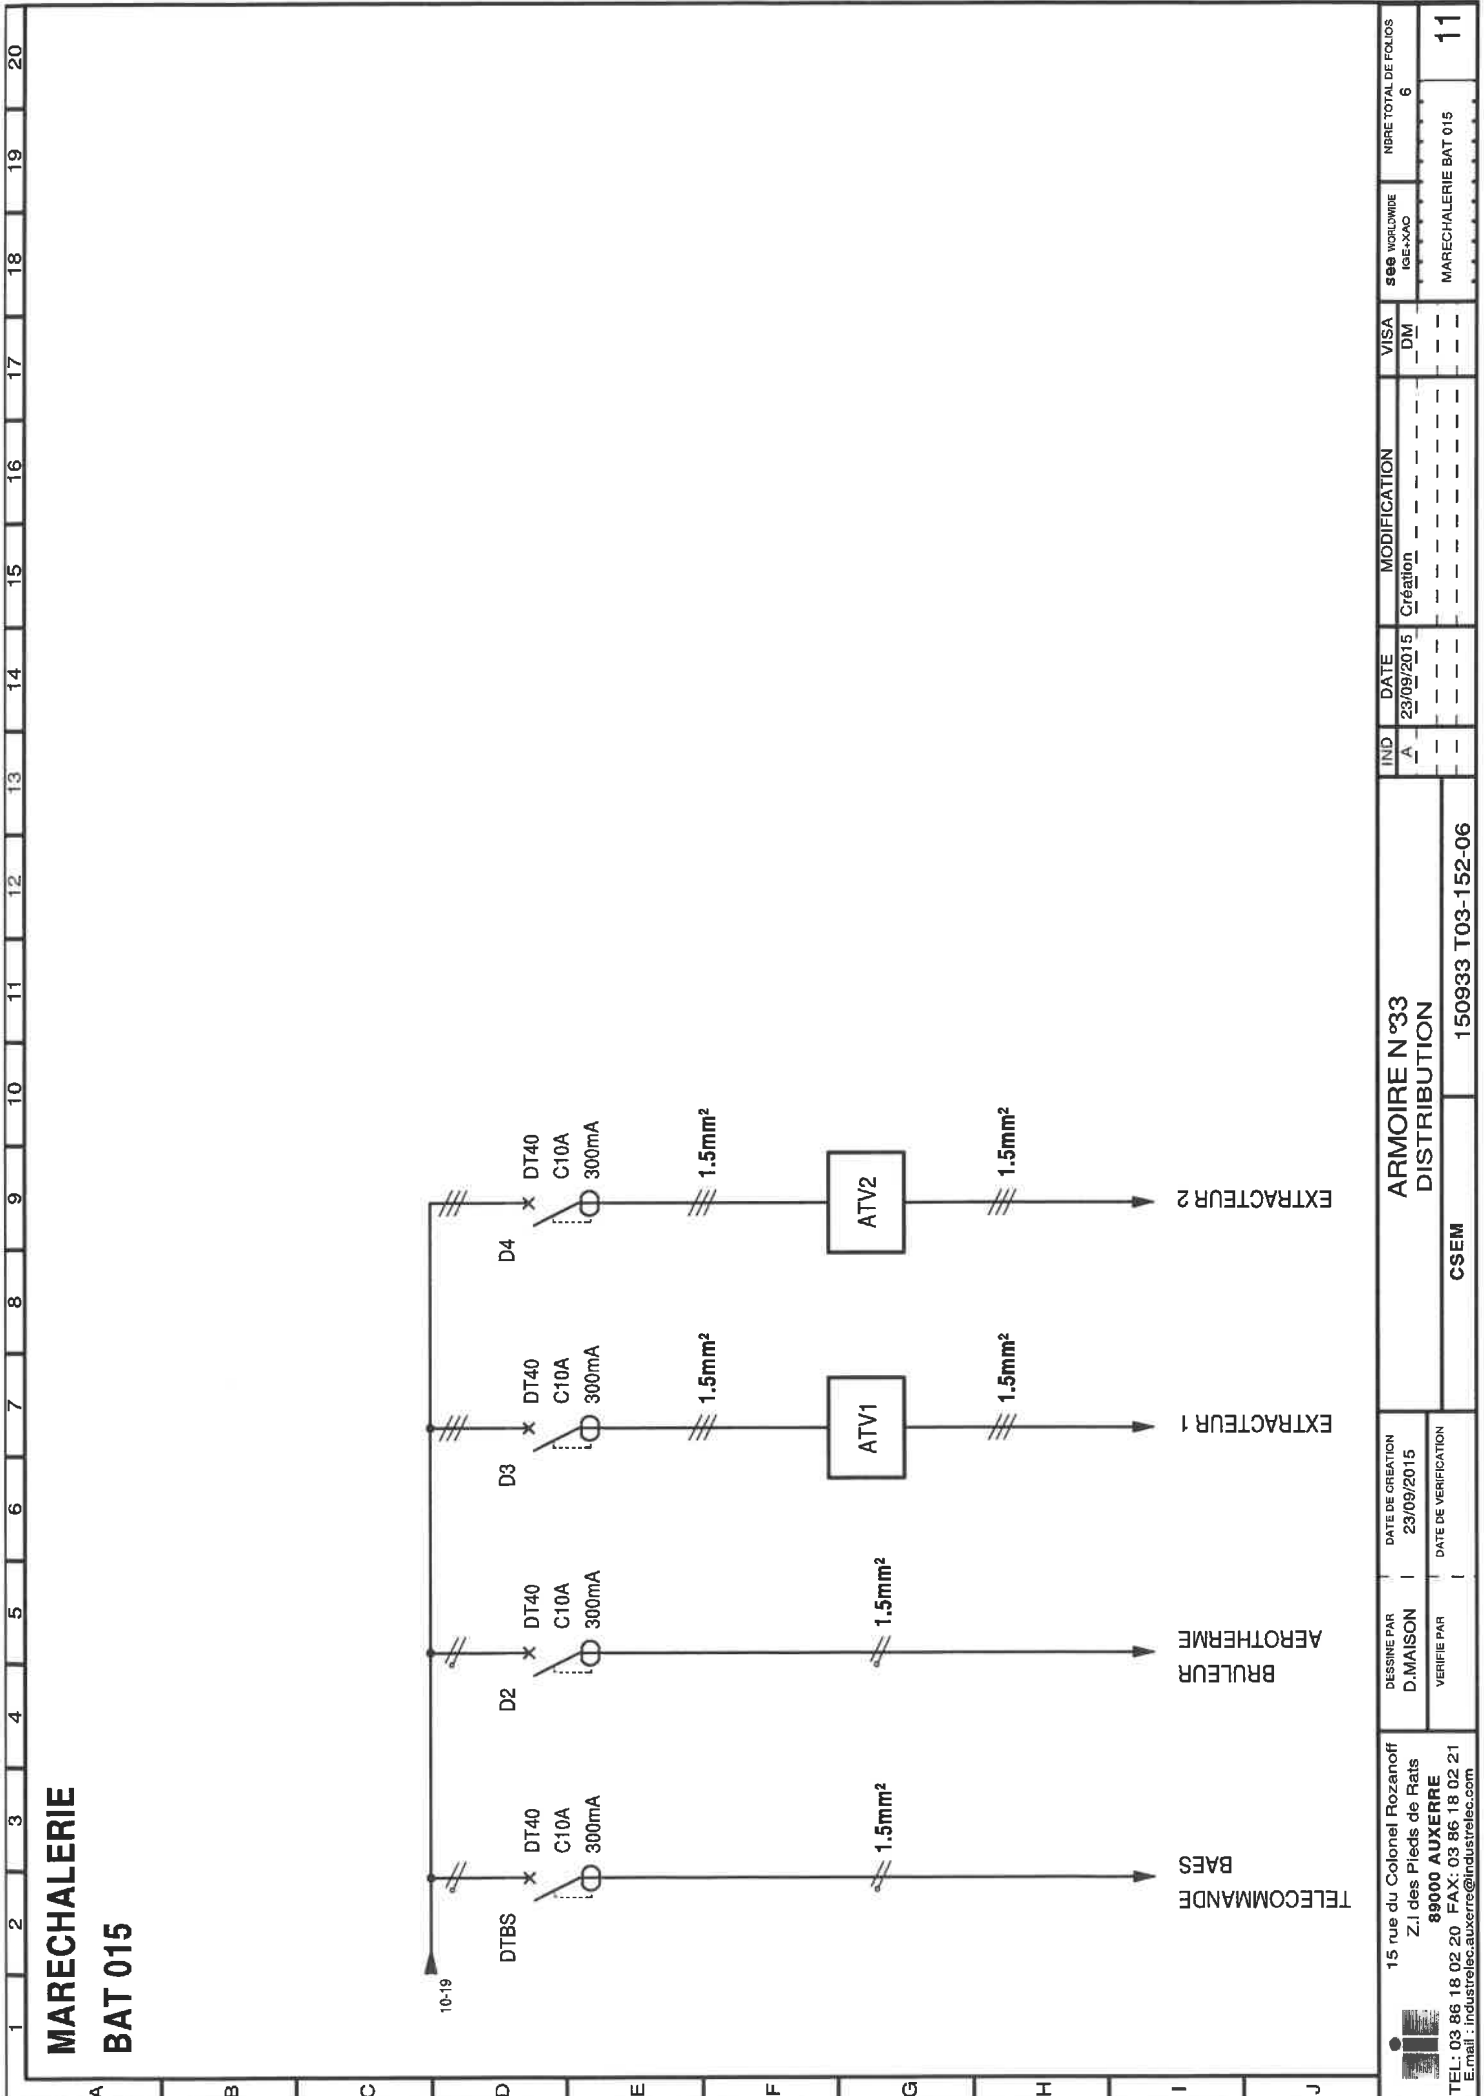 1 2 3 4 5 6 7 8 9 10 11 12 13 14 15 16 17 18 19 20
A
B
C
D
E
F
G
H
I
J
MARECHALERIE
BAT 015
10-19
DTBS
DT40
C10A
300mA
1.5mm²
TELECOMMANDE
BAES
D2
DT40
C10A
300mA
1.5mm²
BRULEUR
AEROTHERME
D3
DT40
C10A
300mA
1.5mm²
ATV1
1.5mm²
EXTRACTEUR 1
D4
DT40
C10A
300mA
1.5mm²
ATV2
1.5mm²
EXTRACTEUR 2
15 rue du Colonel Rozanoff
Z.I des Pieds de Rats
89000 AUXERRE
TEL: 03 86 18 02 20 FAX: 03 86 18 02 21
E.mail : industrelec.auxerre@industrelec.com
DESSINE PAR
D.MAISON
VERIFIE PAR
DATE DE CREATION
23/09/2015
DATE DE VERIFICATION
ARMOIRE N°33
DISTRIBUTION
CSEM
150933 T03-152-06
IND DATE MODIFICATION VISA
A 23/09/2015 Création DM
see WORLDWIDE
IGE+XAO
NBRE TOTAL DE FOLIOS
6
MARECHALERIE BAT 015
11